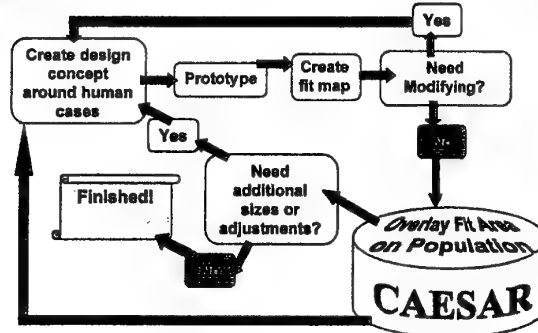 Yes
Create design
concept
around human
cases
Prototype
Create
fit map
Need
Modifying?
Yes
Need
additional
sizes or
adjustments?
Finished!
Overlay Fit Area
on Population
CAESAR